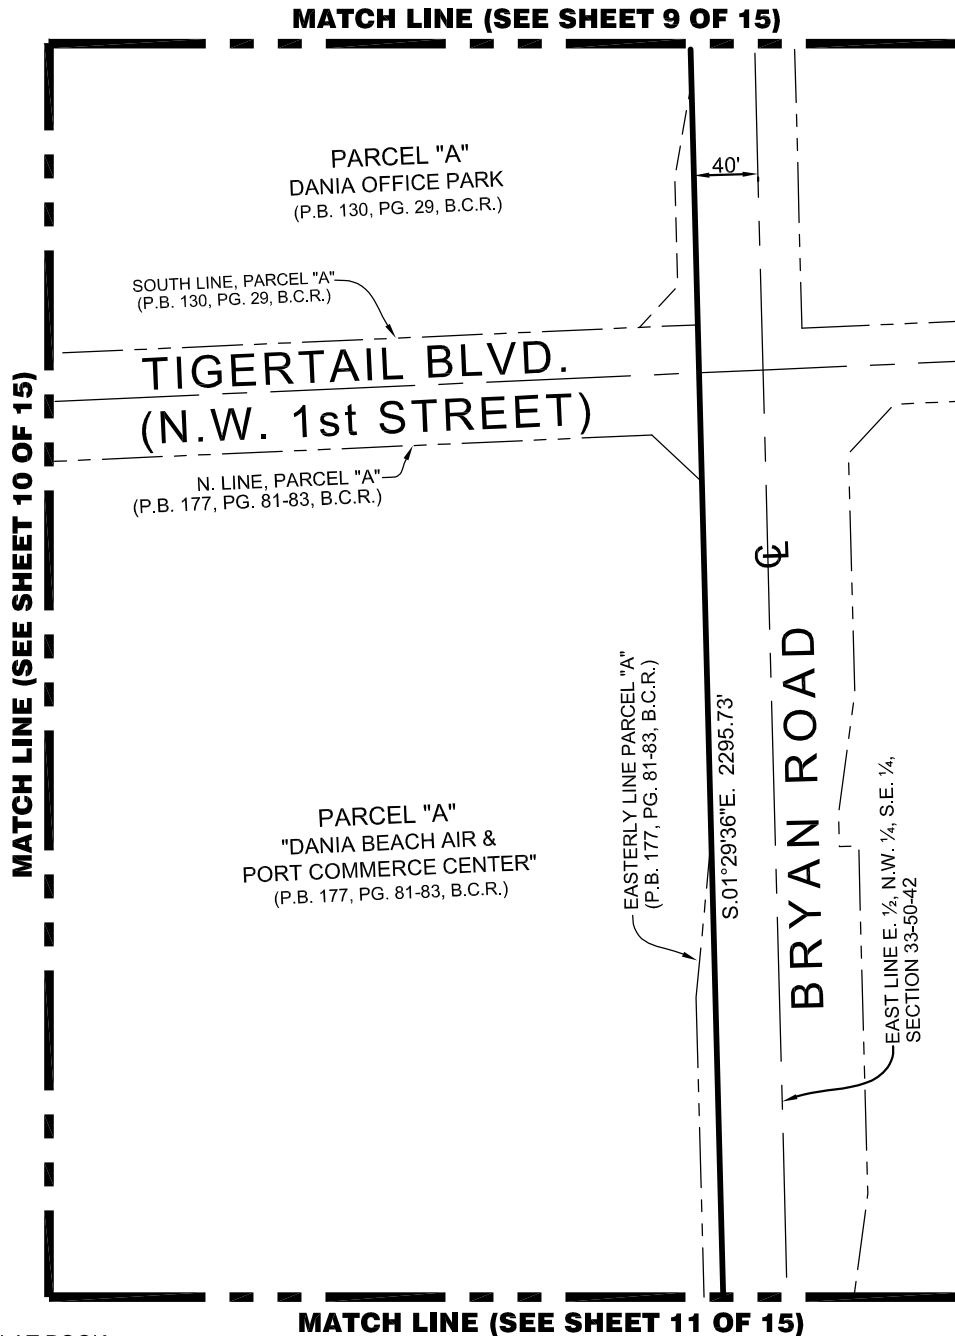 MATCH LINE (SEE SHEET 9 OF 15)
PARCEL "A"
DANIA OFFICE PARK
(P.B. 130, PG. 29, B.C.R.)
40'
SOUTH LINE, PARCEL "A"
(P.B. 130, PG. 29, B.C.R.)
TIGERTAIL BLVD.
(N.W. 1st STREET)
N. LINE, PARCEL "A"
(P.B. 177, PG. 81-83, B.C.R.)
MATCH LINE (SEE SHEET 10 OF 15)
℄
BRYAN ROAD
EASTERLY LINE PARCEL "A"
(P.B. 177, PG. 81-83, B.C.R.)
S.01°29'36"E. 2295.73'
EAST LINE E. ½, N.W. ¼, S.E. ¼,
SECTION 33-50-42
PARCEL "A"
"DANIA BEACH AIR &
PORT COMMERCE CENTER"
(P.B. 177, PG. 81-83, B.C.R.)
MATCH LINE (SEE SHEET 11 OF 15)